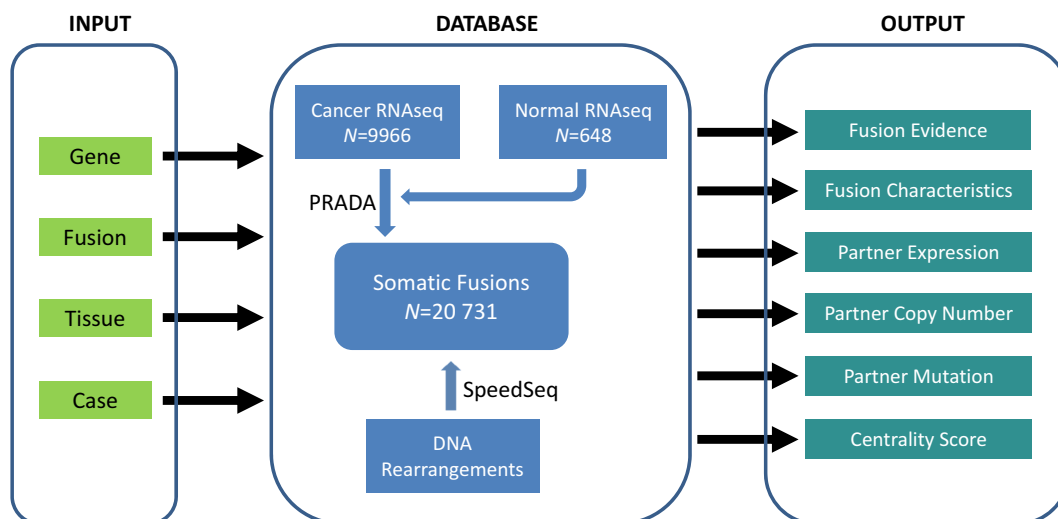 INPUT
Gene
Fusion
Tissue
Case
DATABASE
Cancer RNAseq
N=9966
Normal RNAseq
N=648
PRADA
Somatic Fusions
N=20 731
SpeedSeq
DNA
Rearrangements
OUTPUT
Fusion Evidence
Fusion Characteristics
Partner Expression
Partner Copy Number
Partner Mutation
Centrality Score